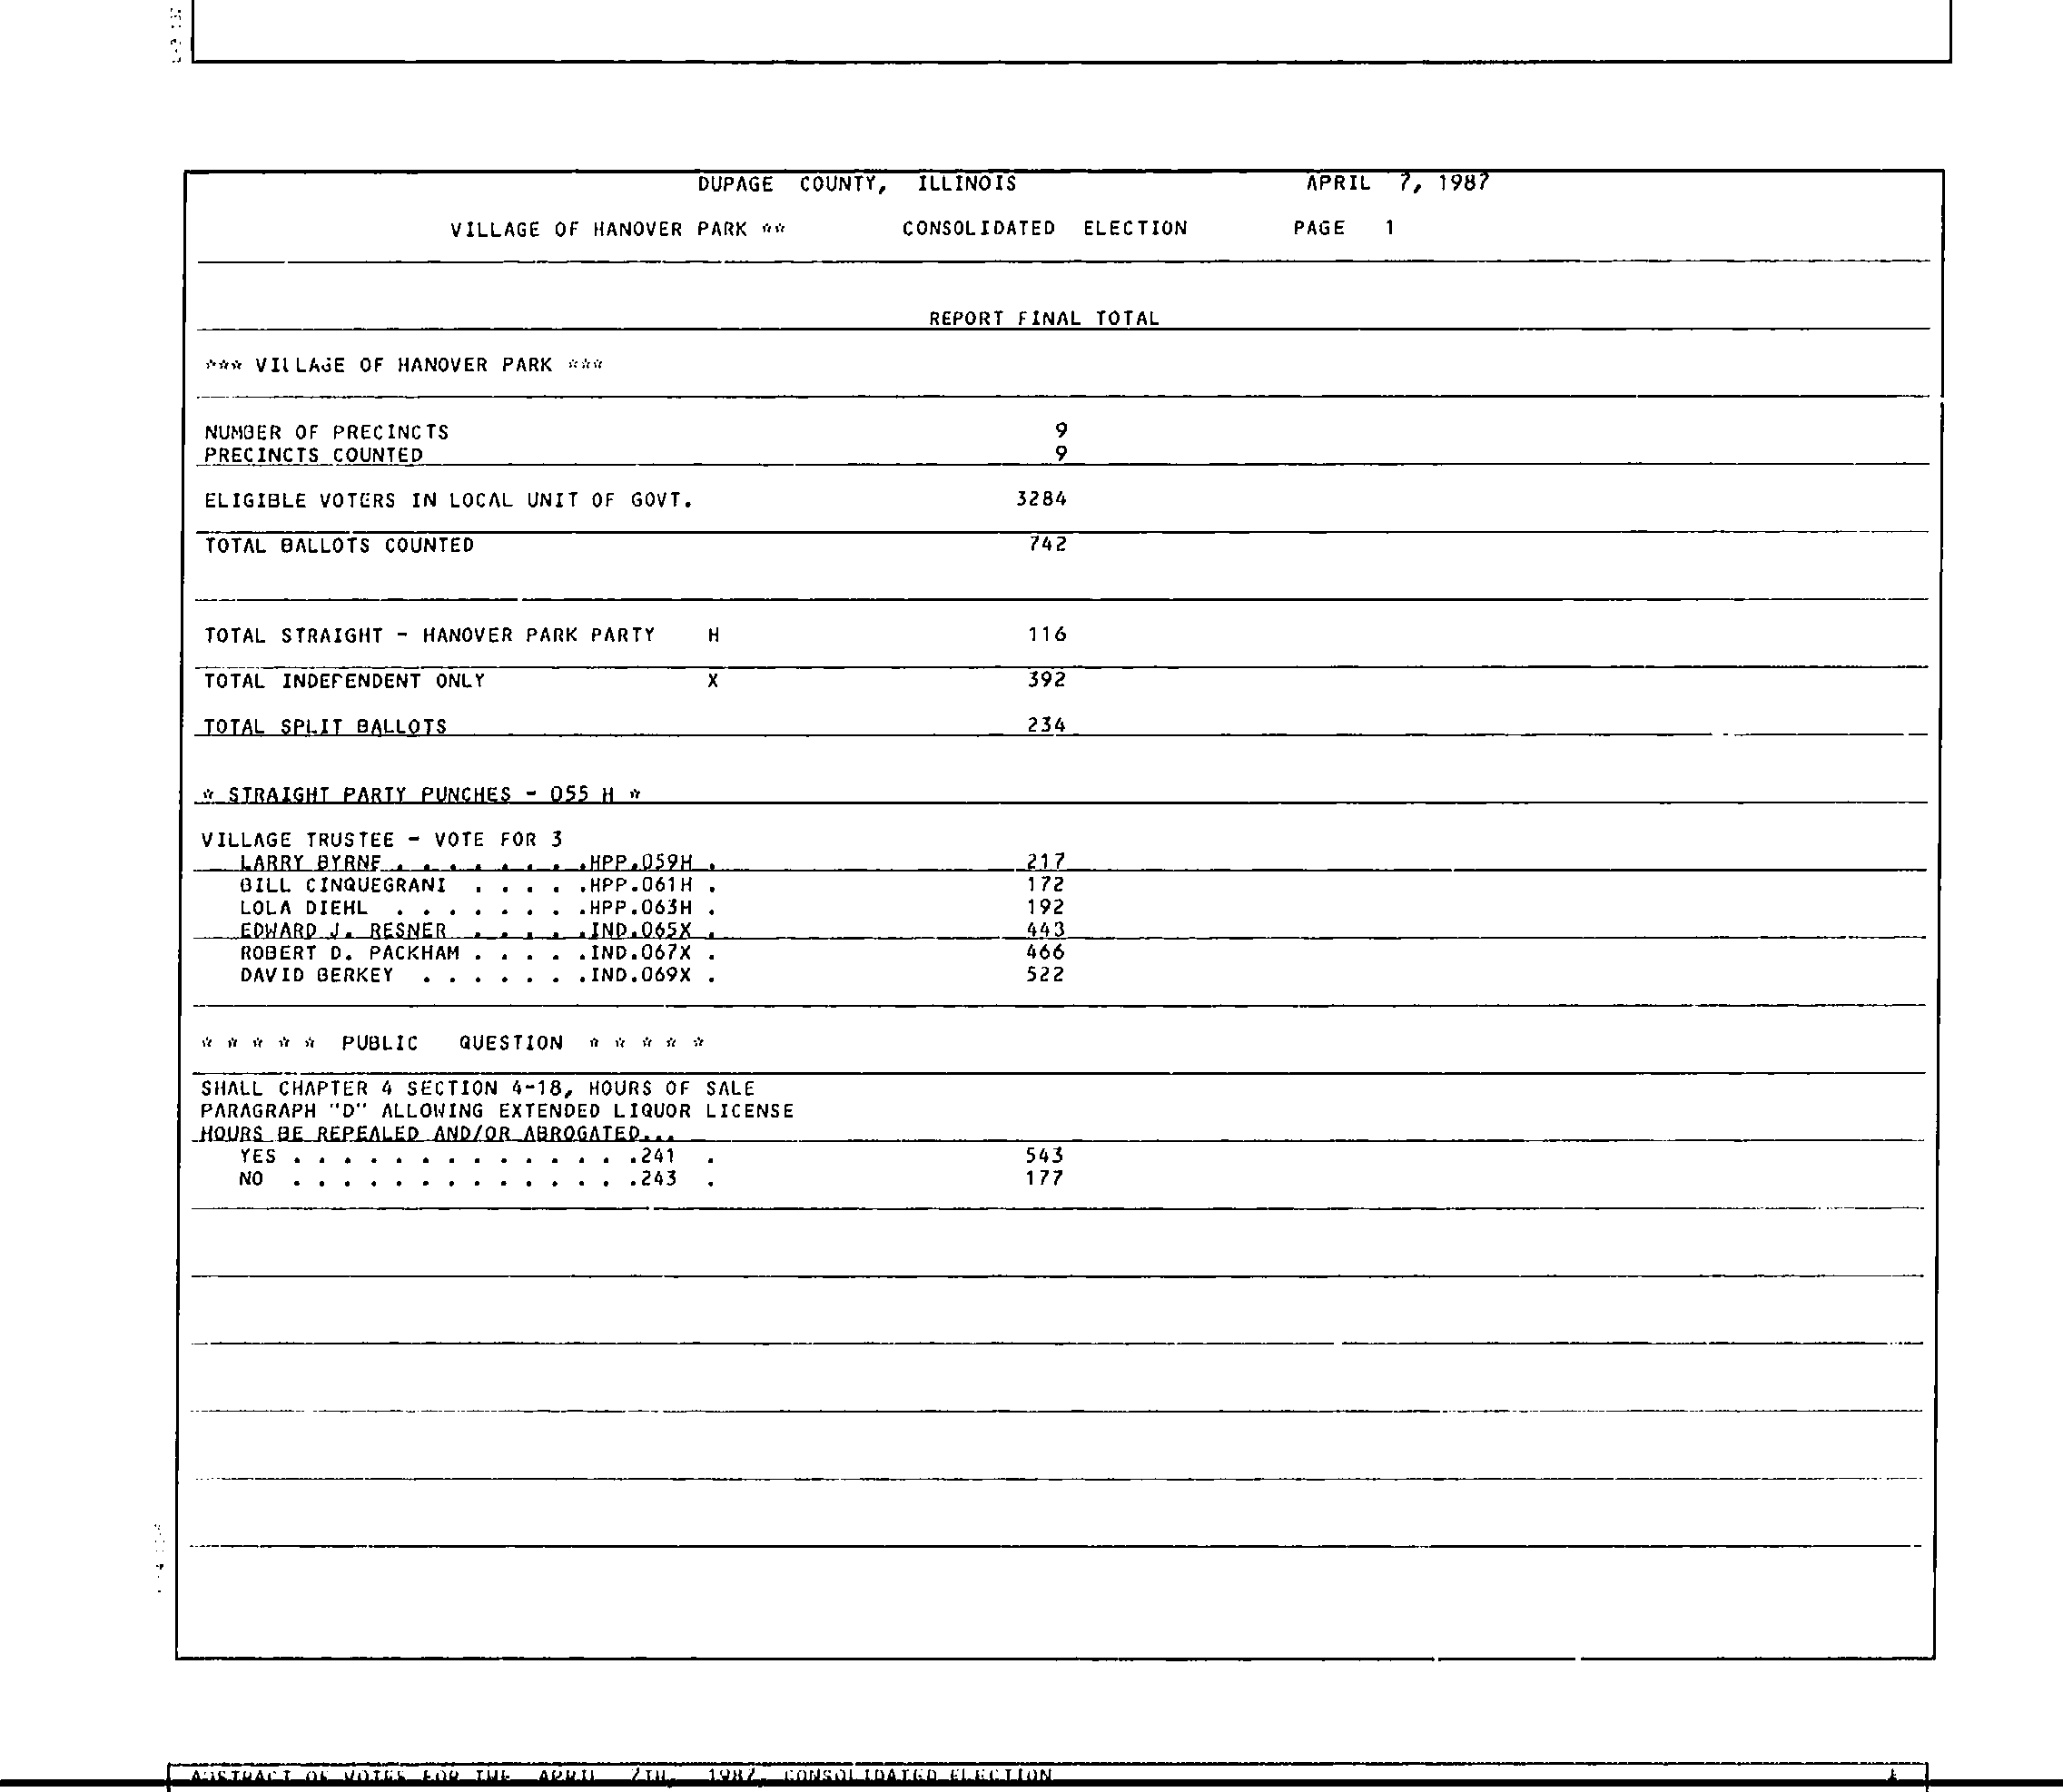 DUPAGE COUNTY, ILLINOIS APRIL 7, 1987
VILLAGE OF HANOVER PARK ** CONSOLIDATED ELECTION PAGE 1
REPORT FINAL TOTAL
*** VILLAGE OF HANOVER PARK ***
NUMBER OF PRECINCTS 9
PRECINCTS COUNTED 9
ELIGIBLE VOTERS IN LOCAL UNIT OF GOVT. 3284
TOTAL BALLOTS COUNTED 742
TOTAL STRAIGHT - HANOVER PARK PARTY H 116
TOTAL INDEPENDENT ONLY X 392
TOTAL SPLIT BALLOTS 234
* STRAIGHT PARTY PUNCHES - 055 H *
VILLAGE TRUSTEE - VOTE FOR 3
LARRY BYRNE . . . . . . . .HPP.059H . 217
BILL CINQUEGRANI . . . . .HPP.061H . 172
LOLA DIEHL . . . . . . . .HPP.063H . 192
EDWARD J. RESNER . . . . .IND.065X . 443
ROBERT D. PACKHAM . . . . .IND.067X . 466
DAVID BERKEY . . . . . . .IND.069X . 522
* * * * * PUBLIC QUESTION * * * * *
SHALL CHAPTER 4 SECTION 4-18, HOURS OF SALE
PARAGRAPH "D" ALLOWING EXTENDED LIQUOR LICENSE
HOURS BE REPEALED AND/OR ABROGATED...
YES . . . . . . . . . . . . . .241 . 543
NO . . . . . . . . . . . . . .243 . 177
ABSTRACT OF VOTES FOR THE APRIL 7TH, 1987, CONSOLIDATED ELECTION